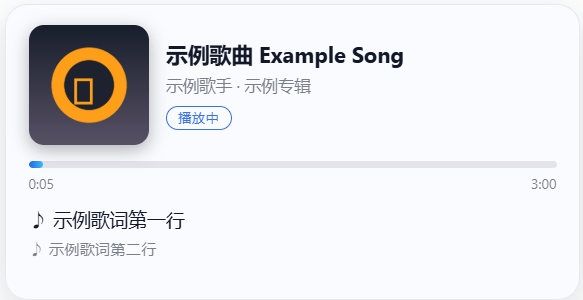 示例歌曲 Example Song
示例歌手 · 示例专辑
播放中
0:05
3:00
♪ 示例歌词第一行
♪ 示例歌词第二行